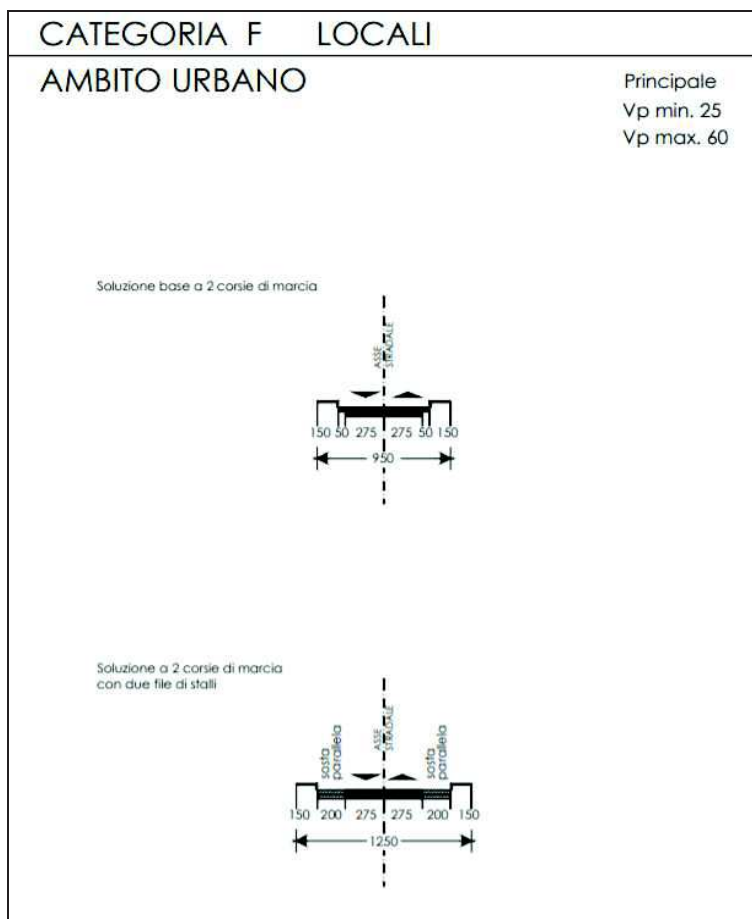 CATEGORIA F LOCALI
AMBITO URBANO
Principale
Vp min. 25
Vp max. 60
Soluzione base a 2 corsie di marcia
ASSE
STRADALE
150 50 275 275 50 150
950
Soluzione a 2 corsie di marcia
con due file di stalli
sosta
parallela
ASSE
STRADALE
sosta
parallela
150 200 275 275 200 150
1250